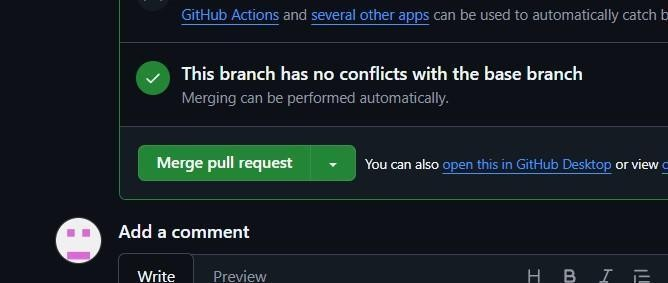 GitHub Actions and several other apps can be used to automatically catch b
This branch has no conflicts with the base branch
Merging can be performed automatically.
Merge pull request
You can also open this in GitHub Desktop or view
Add a comment
Write Preview H B I